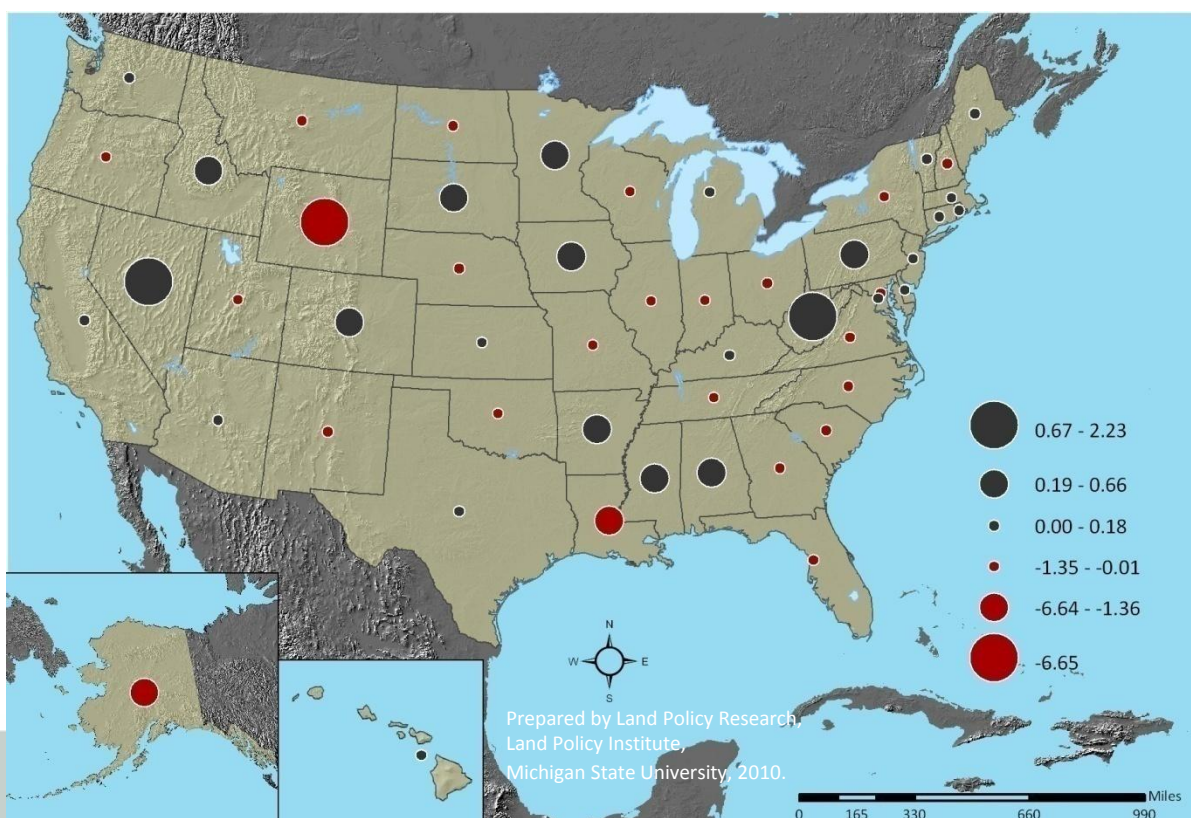 0.67 - 2.23
0.19 - 0.66
0.00 - 0.18
-1.35 - -0.01
-6.64 - -1.36
-6.65
N
W E
S
Prepared by Land Policy Research,
Land Policy Institute,
Michigan State University, 2010.
Miles
0 165 330 660 990